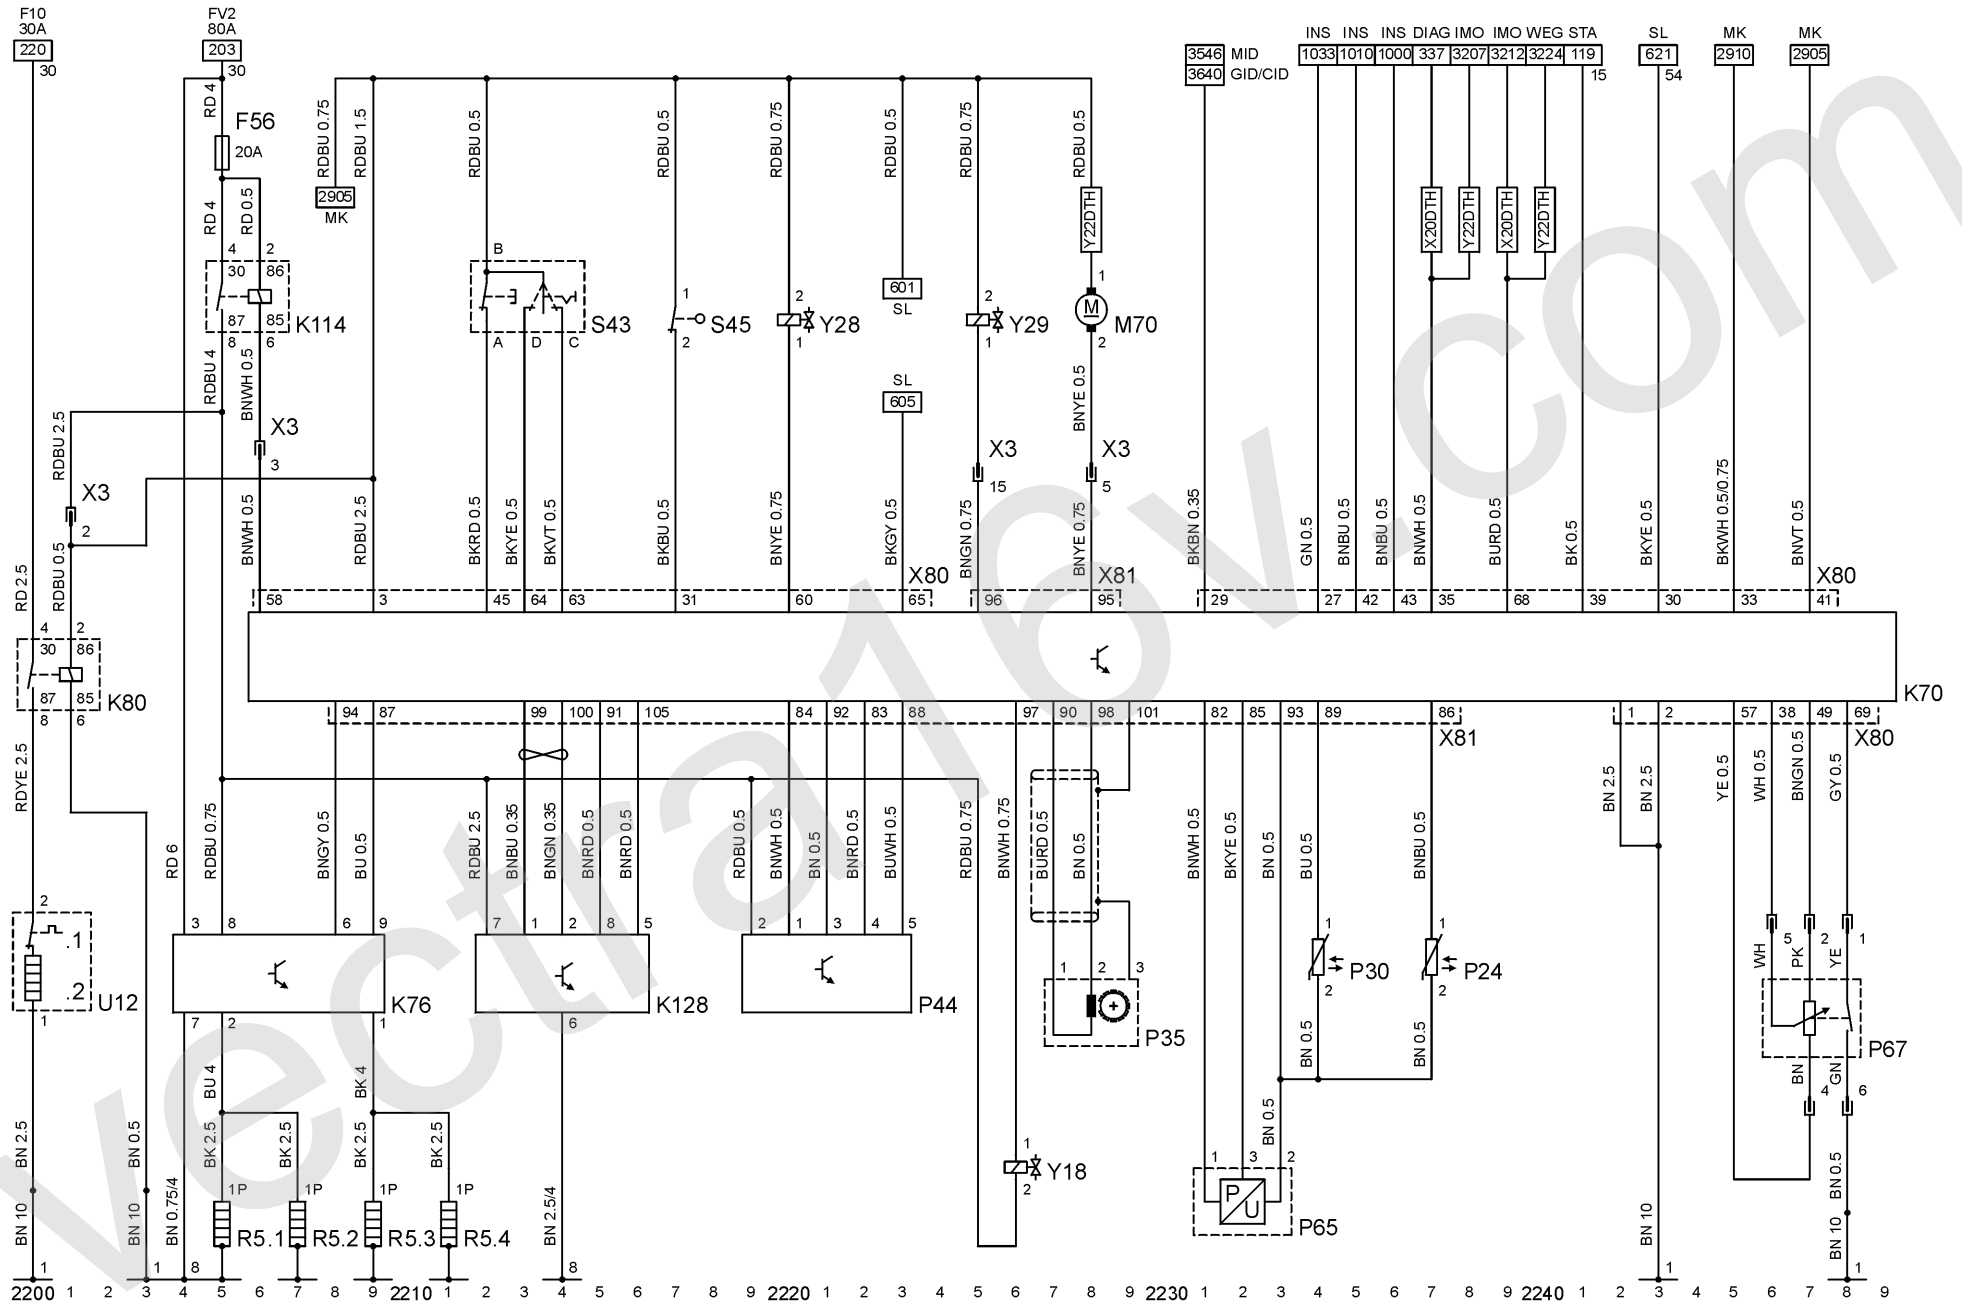 F10
30A
220
30
FV2
80A
203
30
RD 4
F56
20A
RD 4
RD 0.5
4 2
30 86
87 85
K114
8 6
RDBU 4
BNWH 0.5
X3
3
RDBU 2.5
X3
2
RDBU 0.5
RD 2.5
BNWH 0.5
RDBU 2.5
RDBU 0.75
RDBU 1.5
2905
MK
RDBU 0.5
B
S43
A D C
BKRD 0.5
BKYE 0.5
BKVT 0.5
RDBU 0.5
1
S45
2
BKBU 0.5
RDBU 0.75
2
Y28
1
BNYE 0.75
RDBU 0.5
601
SL
SL
605
BKGY 0.5
RDBU 0.75
2
Y29
1
X3
15
BNGN 0.75
RDBU 0.5
Y22DTH
1
M
M70
2
BNYE 0.5
X3
5
BNYE 0.75
3546 MID
3640 GID/CID
BKBN 0.35
INS INS INS DIAG IMO IMO WEG STA
1033 1010 1000 337 3207 3212 3224 119
15
X20DTH Y22DTH X20DTH Y22DTH
GN 0.5
BNBU 0.5
BNBU 0.5
BNWH 0.5
BURD 0.5
BK 0.5
SL
621
54
BKYE 0.5
MK
2910
BKWH 0.5/0.75
MK
2905
BNVT 0.5
X80 X81 X80
58 3 45 64 63 31 60 65 96 95 29 27 42 43 35 68 39 30 33 41
K70
4 2
30 86
87 85
K80
8 6
94 87 99 100 91 105 84 92 83 88 97 90 98 101 82 85 93 89 86 1 2 57 38 49 69
X81 X80
RDYE 2.5
RD 6
RDBU 0.75
BNGY 0.5
BU 0.5
RDBU 2.5
BNBU 0.35
BNGN 0.35
BNRD 0.5
BNRD 0.5
RDBU 0.5
BNWH 0.5
BN 0.5
BNRD 0.5
BUWH 0.5
RDBU 0.75
BNWH 0.75
BURD 0.5
BN 0.5
BNWH 0.5
BKYE 0.5
BN 0.5
BU 0.5
BNBU 0.5
BN 2.5
BN 2.5
YE 0.5
WH 0.5
BNGN 0.5
GY 0.5
2
.1
.2
U12
1
3 8 6 9
K76
7 2 1
7 1 2 8 5
K128
6
2 1 3 4 5
P44
1 2 3
P35
1
P30
2
1
P24
2
BN 0.5
BN 0.5
5 2 1
WH PK YE
P67
BN GN
4 6
BU 4
BK 4
BK 2.5
BK 2.5
BK 2.5
BK 2.5
1P 1P 1P 1P
R5.1 R5.2 R5.3 R5.4
BN 2.5
BN 10
BN 0.5
BN 10
BN 0.75/4
BN 2.5/4
1
Y18
2
BN 0.5
1 3 2
P
U
P65
BN 10
BN 0.5
BN 10
1 1 8 8 1 1
2200 1 2 3 4 5 6 7 8 9 2210 1 2 3 4 5 6 7 8 9 2220 1 2 3 4 5 6 7 8 9 2230 1 2 3 4 5 6 7 8 9 2240 1 2 3 4 5 6 7 8 9
vectra16v.com